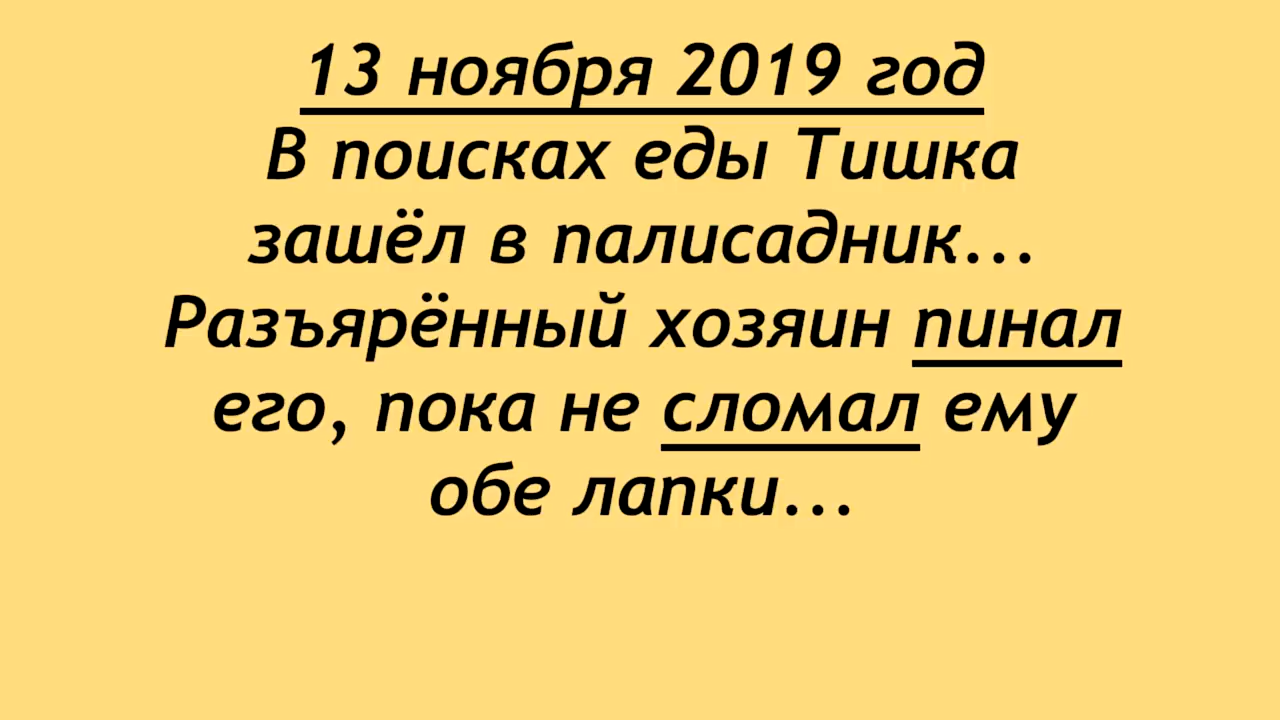 13 ноября 2019 год
В поисках еды Тишка
зашёл в палисадник...
Разъярённый хозяин пинал
его, пока не сломал ему
обе лапки...